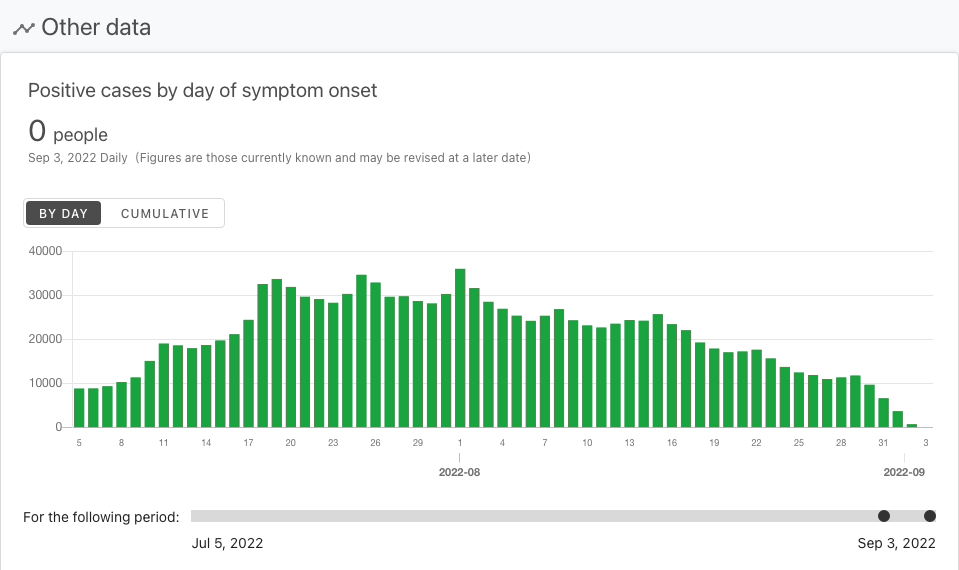 Other data
Positive cases by day of symptom onset
0 people
Sep 3, 2022 Daily (Figures are those currently known and may be revised at a later date)
BY DAY CUMULATIVE
40000
30000
20000
10000
0
5 8 11 14 17 20 23 26 29 1 4 7 10 13 16 19 22 25 28 31 3
2022-08 2022-09
For the following period:
Jul 5, 2022 Sep 3, 2022